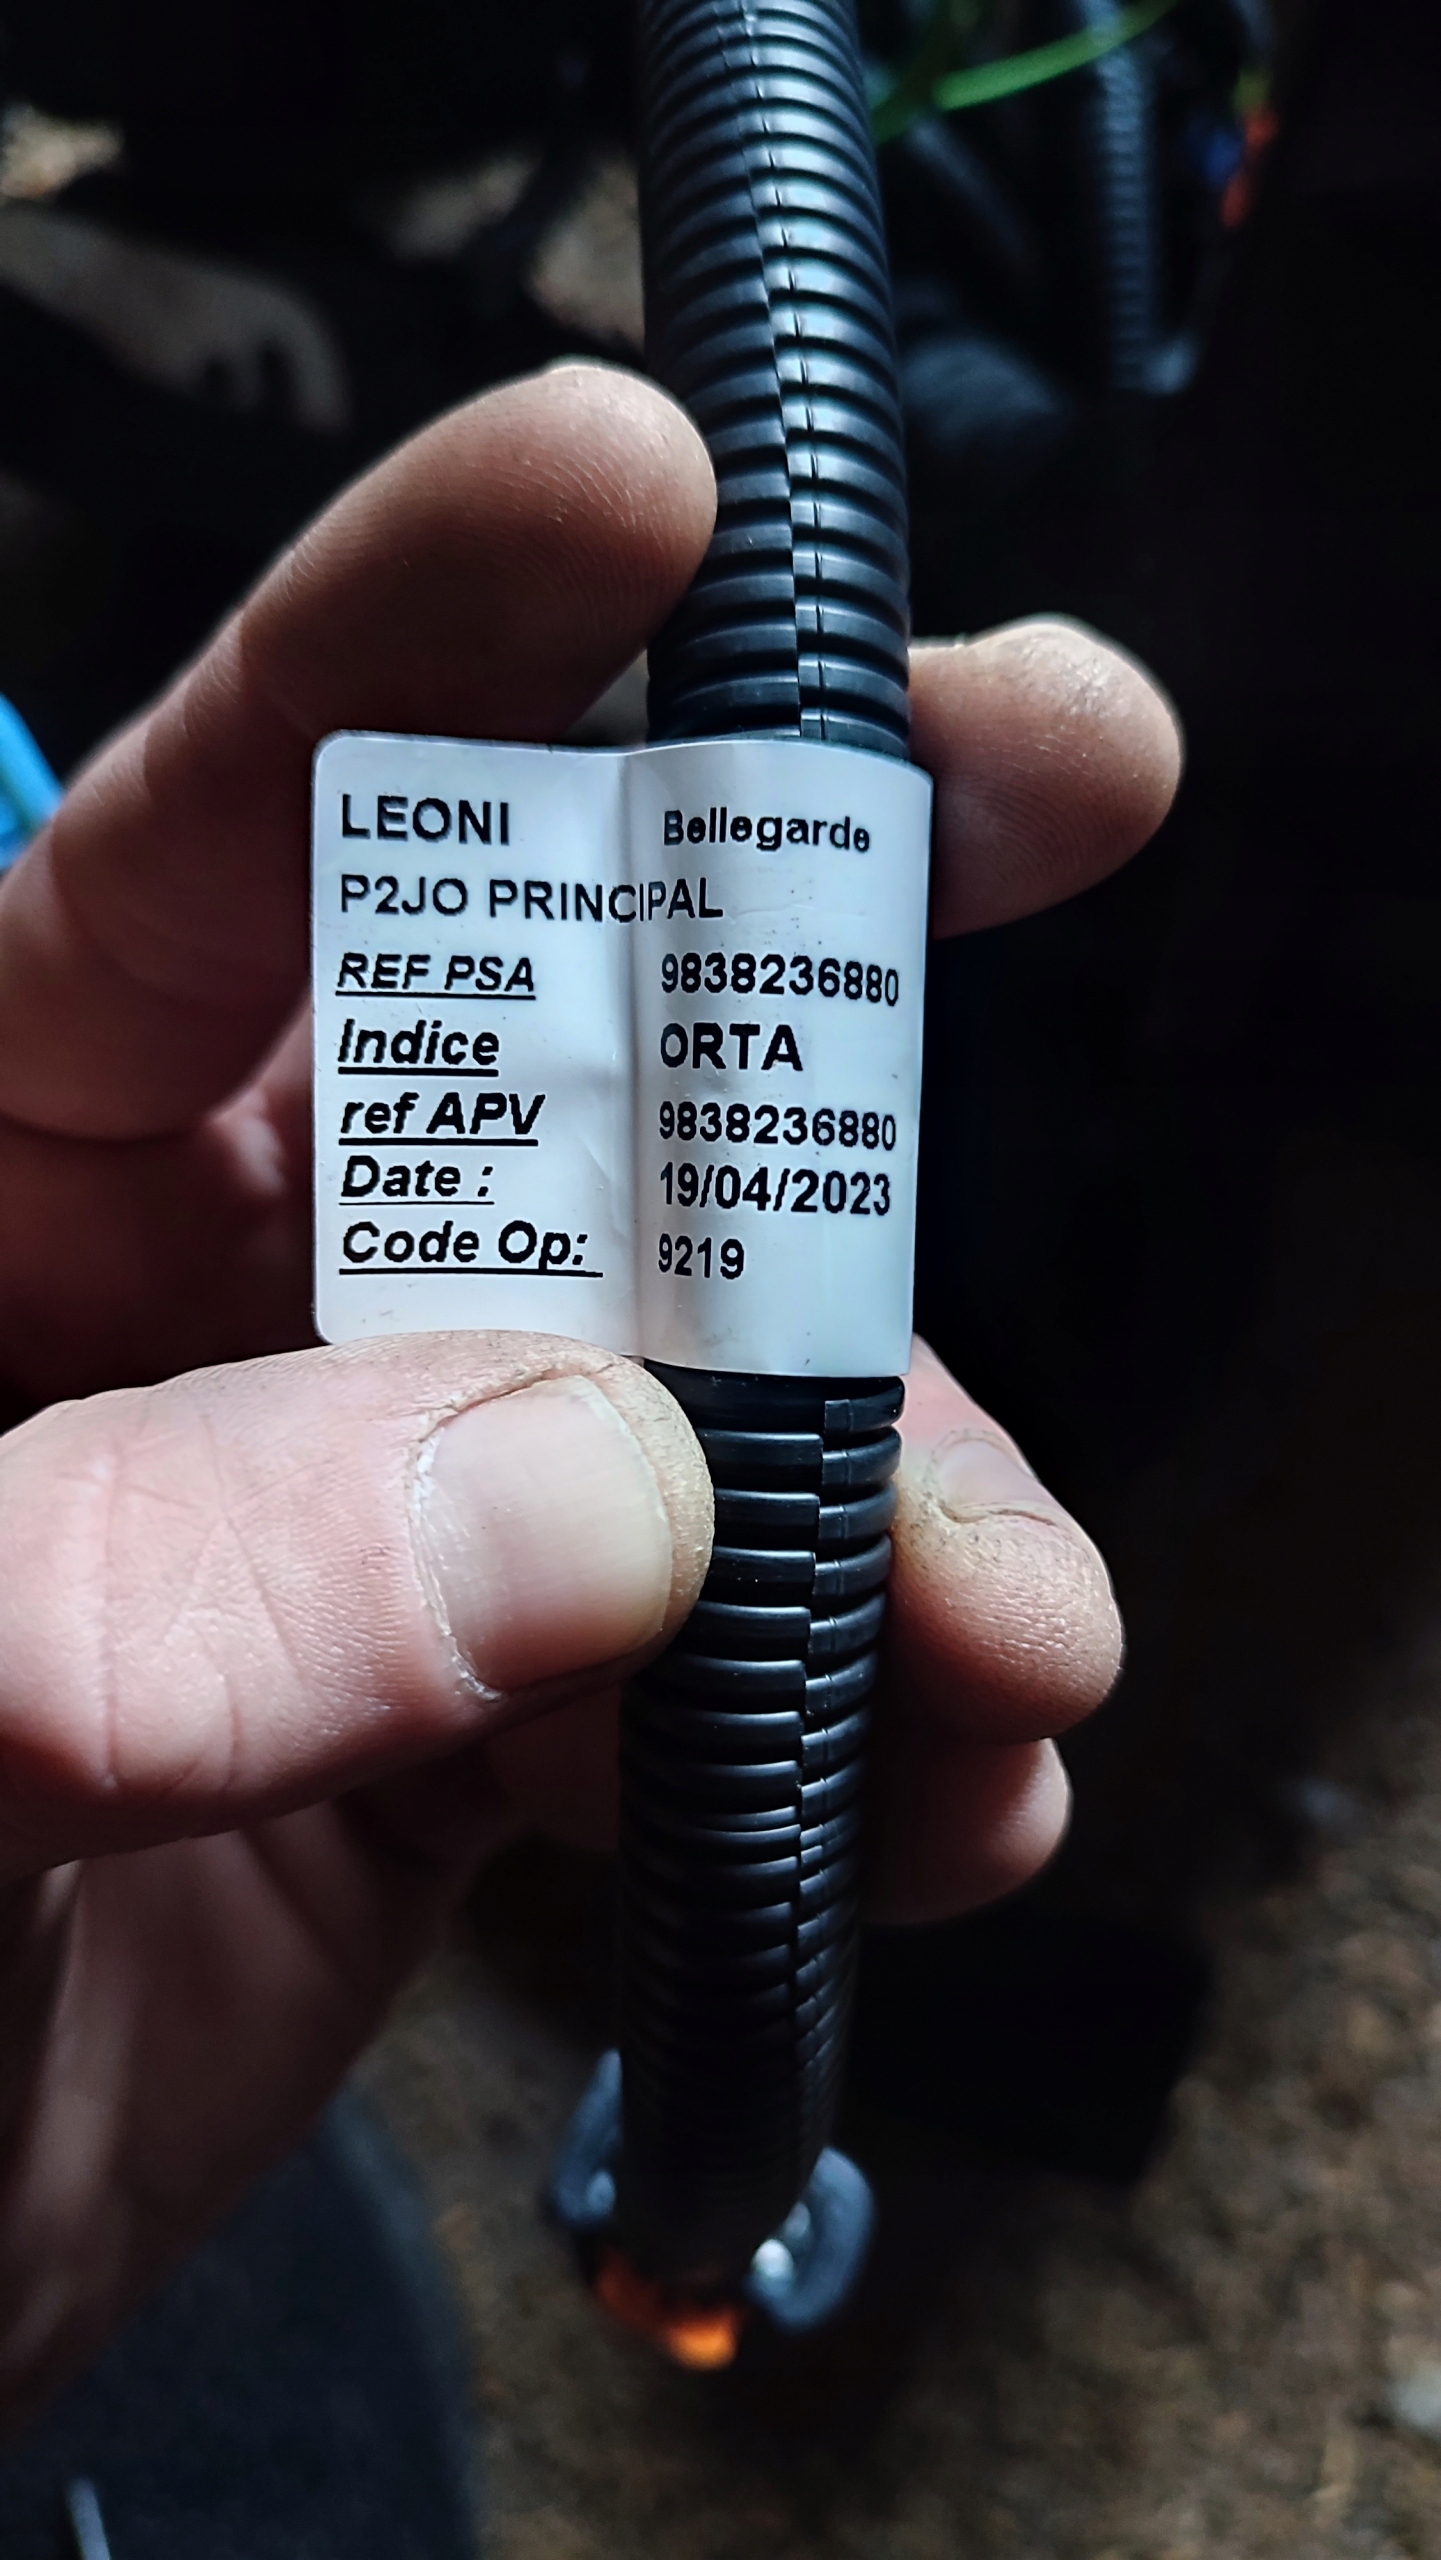 LEONI Bellegarde
P2JO PRINCIPAL
REF PSA 9838236880
Indice ORTA
ref APV 9838236880
Date : 19/04/2023
Code Op: 9219